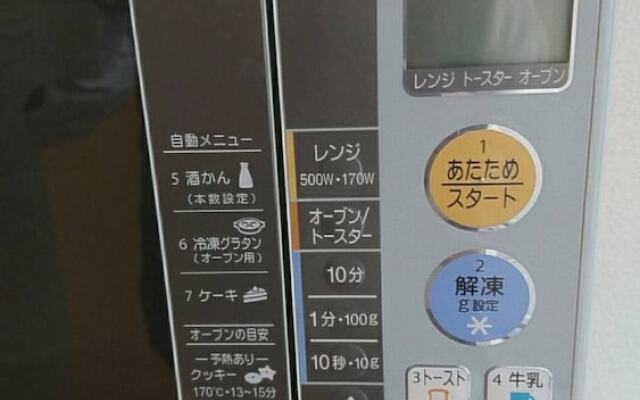 自動メニュー
5 酒かん
(本数設定)
6 冷凍グラタン
(オーブン用)
7 ケーキ
オーブンの目安
―予熱あり―
クッキー
170℃・13~15分
レンジ
500W・170W
オーブン/
トースター
10分
1分・100g
10秒・10g
レンジ トースター オーブン
1
あたため
スタート
2
解凍
g設定
3トースト
4 牛乳